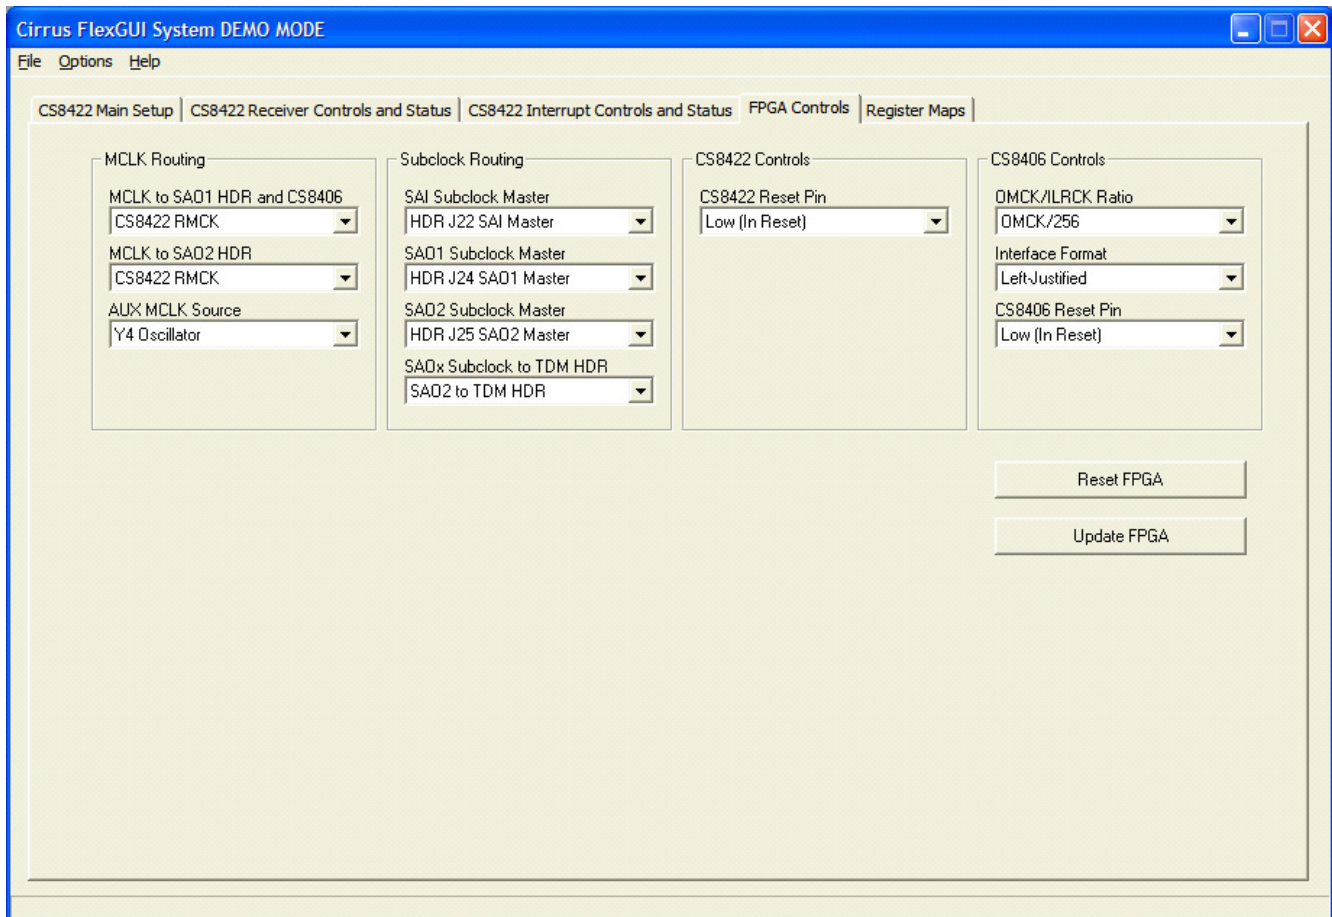 Cirrus FlexGUI System DEMO MODE
File Options Help
CS8422 Main Setup CS8422 Receiver Controls and Status CS8422 Interrupt Controls and Status FPGA Controls Register Maps
MCLK Routing
MCLK to SAO1 HDR and CS8406
CS8422 RMCK
MCLK to SAO2 HDR
CS8422 RMCK
AUX MCLK Source
Y4 Oscillator
Subclock Routing
SAI Subclock Master
HDR J22 SAI Master
SAO1 Subclock Master
HDR J24 SAO1 Master
SAO2 Subclock Master
HDR J25 SAO2 Master
SAOx Subclock to TDM HDR
SAO2 to TDM HDR
CS8422 Controls
CS8422 Reset Pin
Low (In Reset)
CS8406 Controls
OMCK/ILRCK Ratio
OMCK/256
Interface Format
Left-Justified
CS8406 Reset Pin
Low (In Reset)
Reset FPGA
Update FPGA